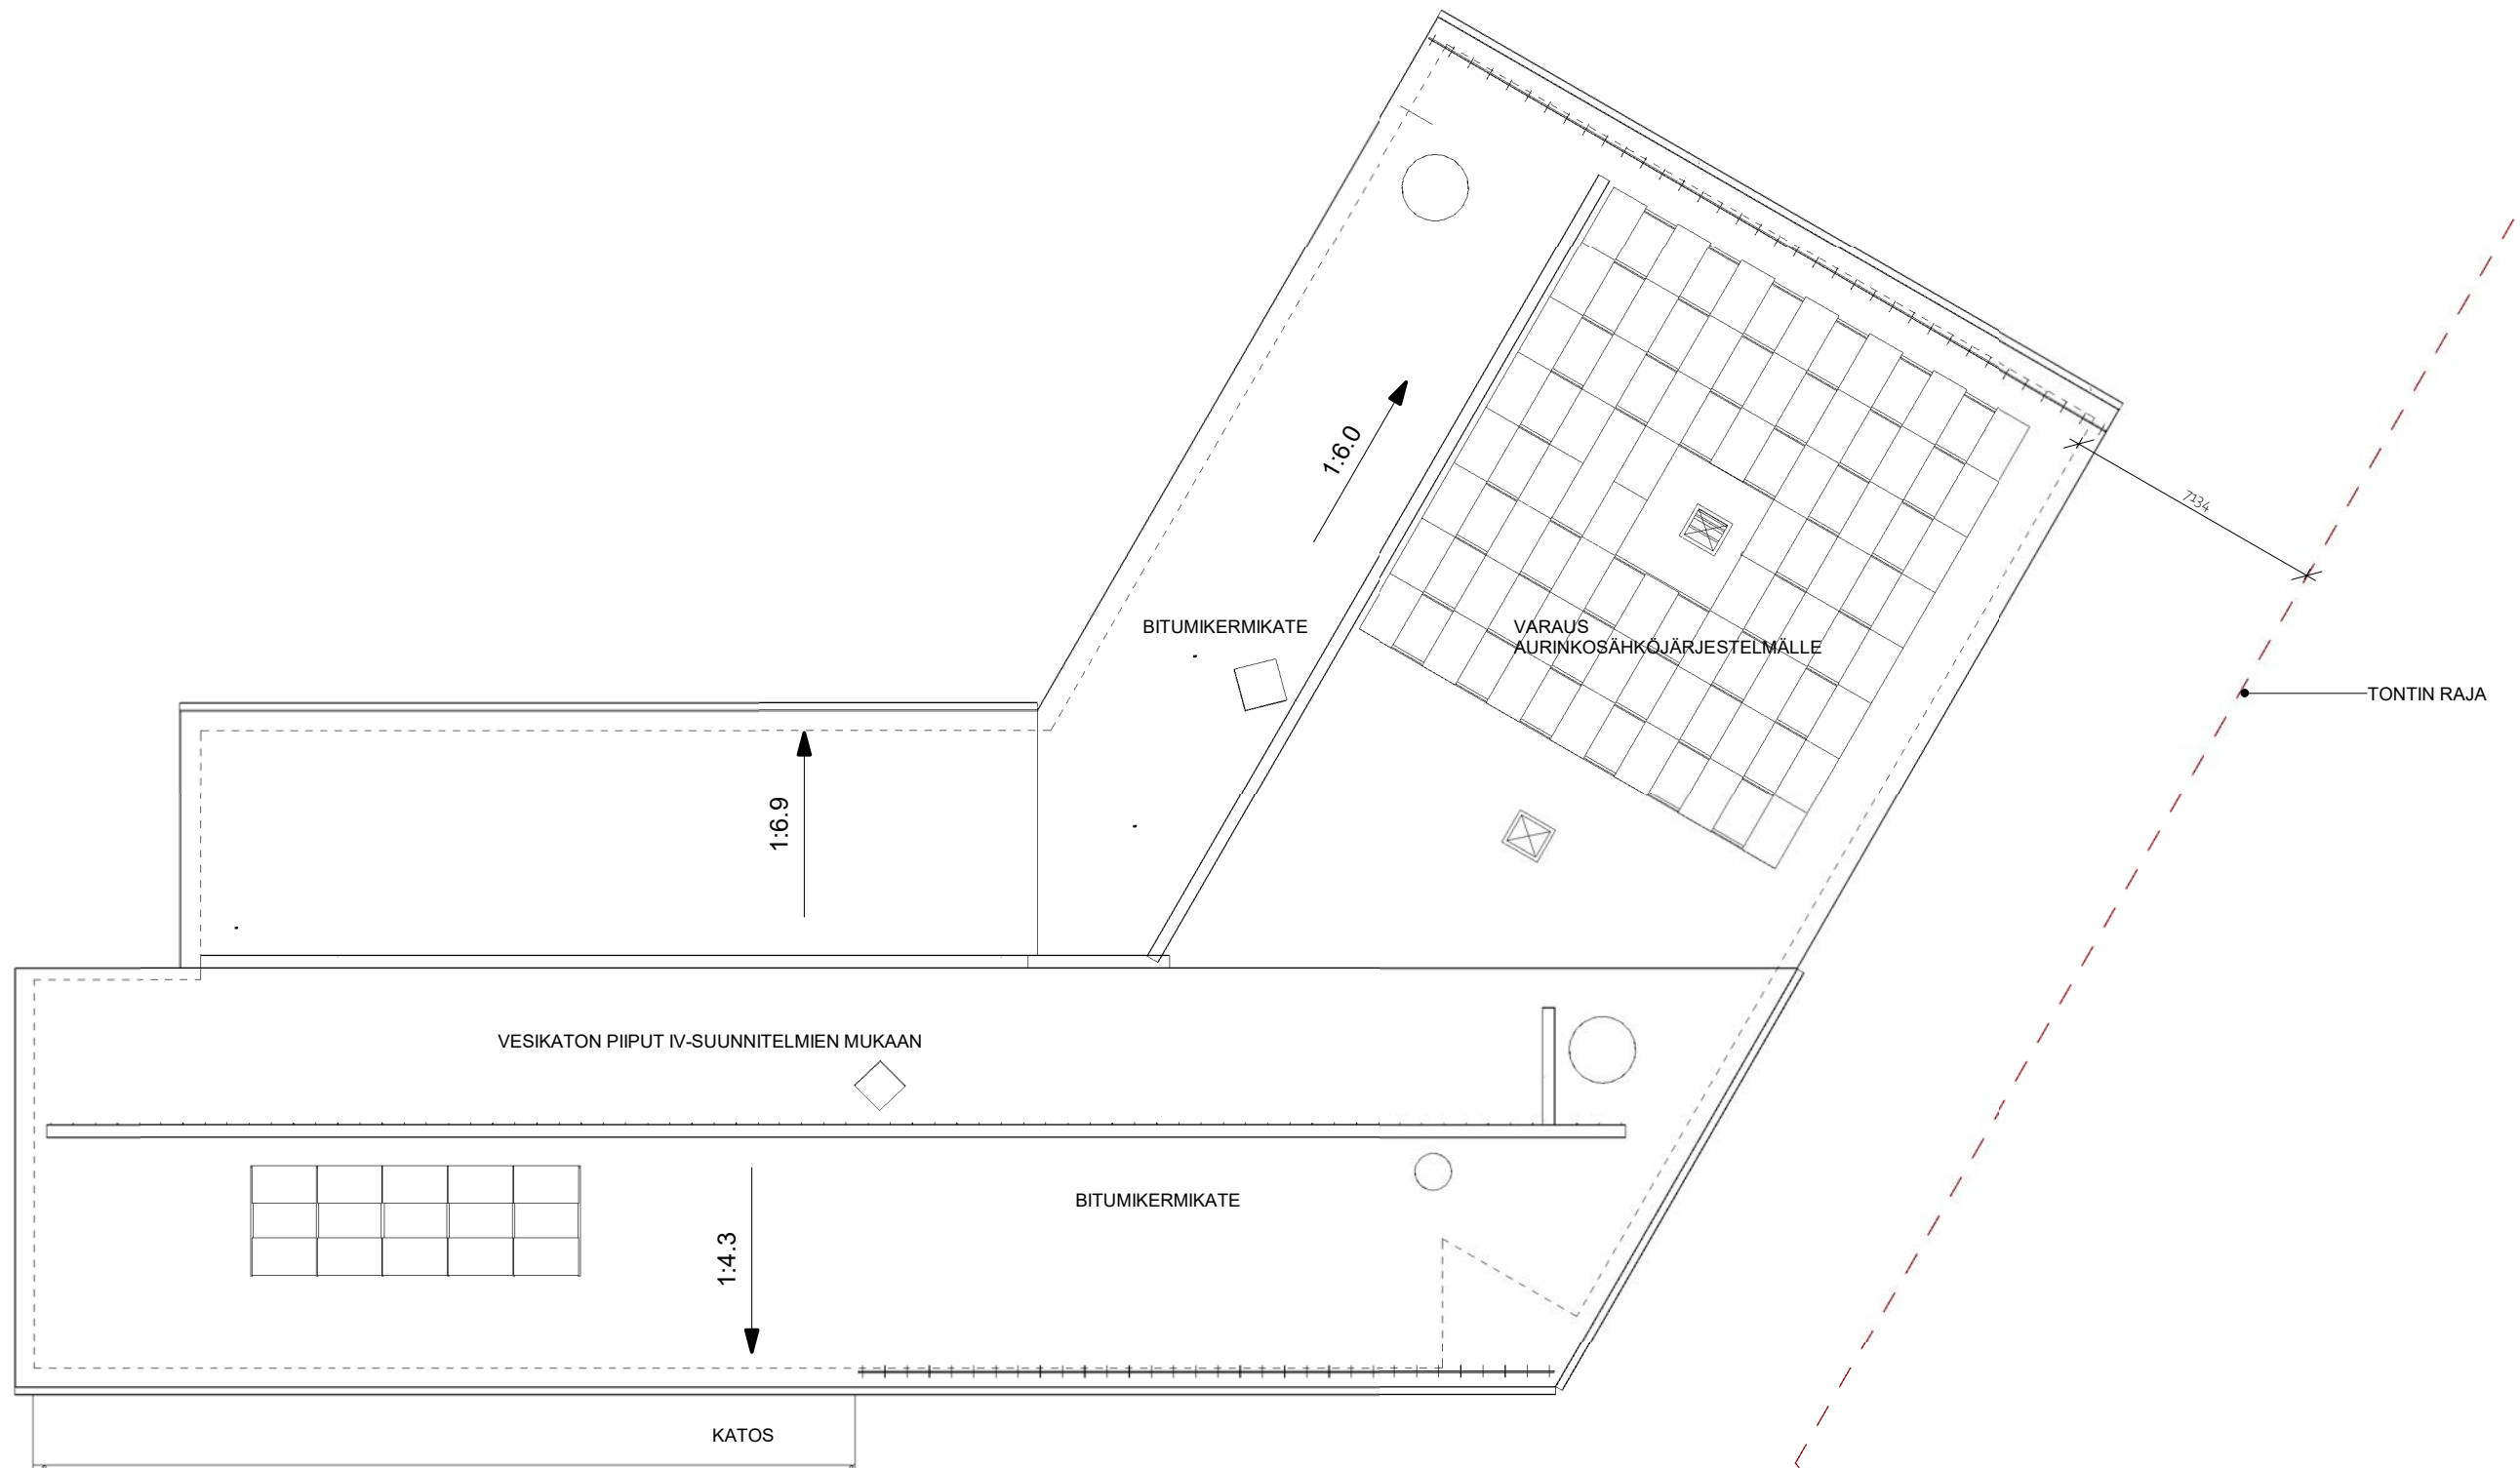 1:6.0
7134
BITUMIKERMIKATE
VARAUS
AURINKOSÄHKÖJÄRJESTELMÄLLE
TONTIN RAJA
1:6.9
VESIKATON PIIPUT IV-SUUNNITELMIEN MUKAAN
BITUMIKERMIKATE
1:4.3
KATOS